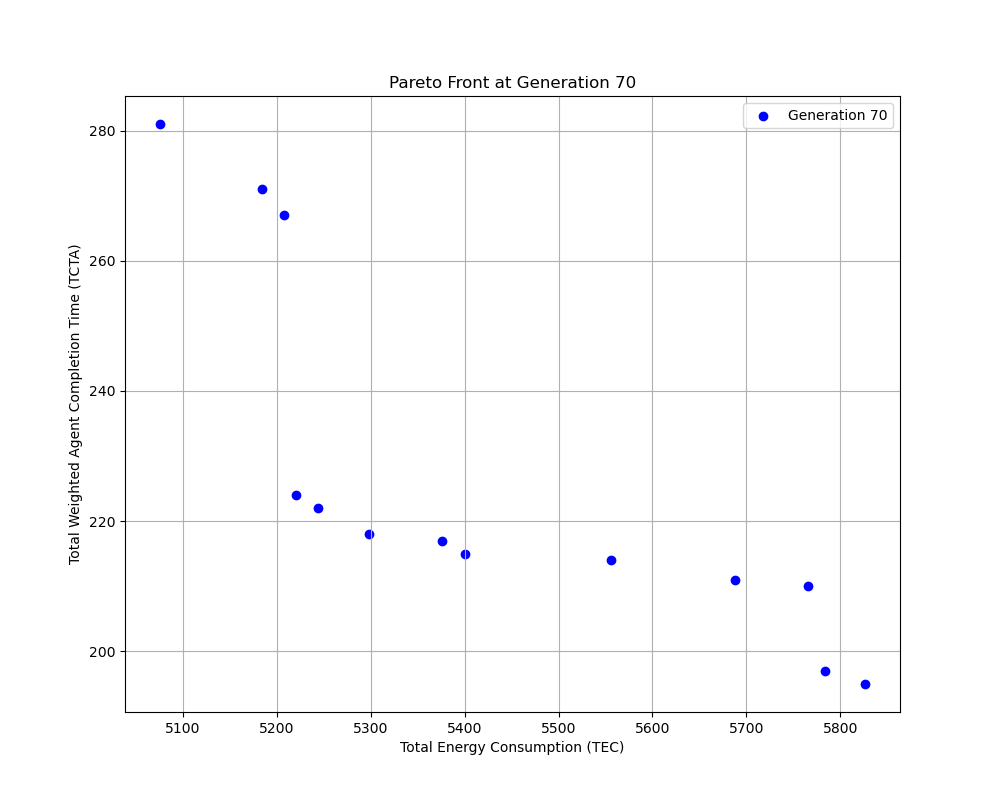 Pareto Front at Generation 70
Generation 70
280
260
240
220
200
Total Weighted Agent Completion Time (TCTA)
5100 5200 5300 5400 5500 5600 5700 5800
Total Energy Consumption (TEC)